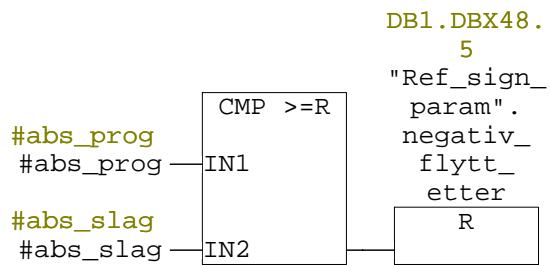 DB1.DBX48.
5
"Ref_sign_
param".
negativ_
flytt_
etter
CMP >=R
R
#abs_prog
#abs_prog
IN1
#abs_slag
#abs_slag
IN2